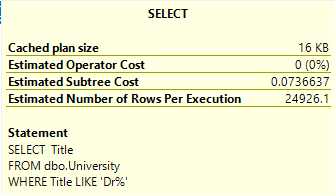 SELECT
Cached plan size 16 KB
Estimated Operator Cost 0 (0%)
Estimated Subtree Cost 0.0736637
Estimated Number of Rows Per Execution 24926.1
Statement
SELECT Title
FROM dbo.University
WHERE Title LIKE 'Dr%'